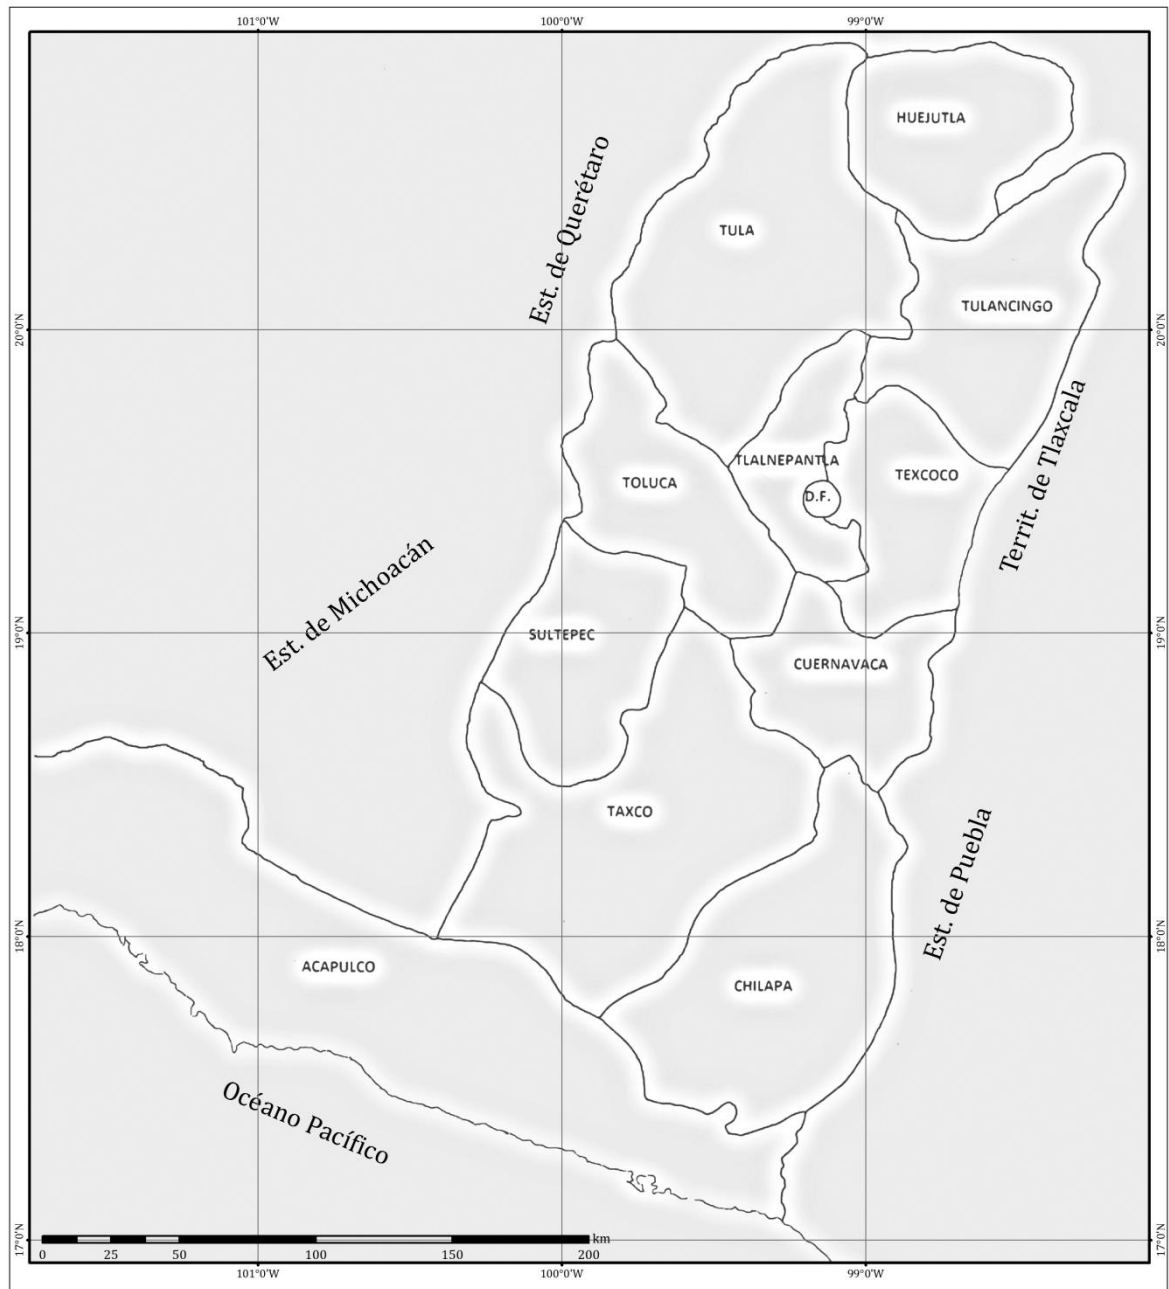 101°0'W
100°0'W
99°0'W
HUEJUTLA
Est. de Querétaro
TULA
TULANCINGO
20°0'N
20°0'N
Territ. de Tlaxcala
TLALNEPANTLA
TOLUCA
TEXCOCO
D.F.
Est. de Michoacán
19°0'N
SULTEPEC
19°0'N
CUERNAVACA
TAXCO
Est. de Puebla
18°0'N
18°0'N
ACAPULCO
CHILAPA
Océano Pacífico
17°0'N
17°0'N
km
0 25 50 100 150 200
101°0'W
100°0'W
99°0'W